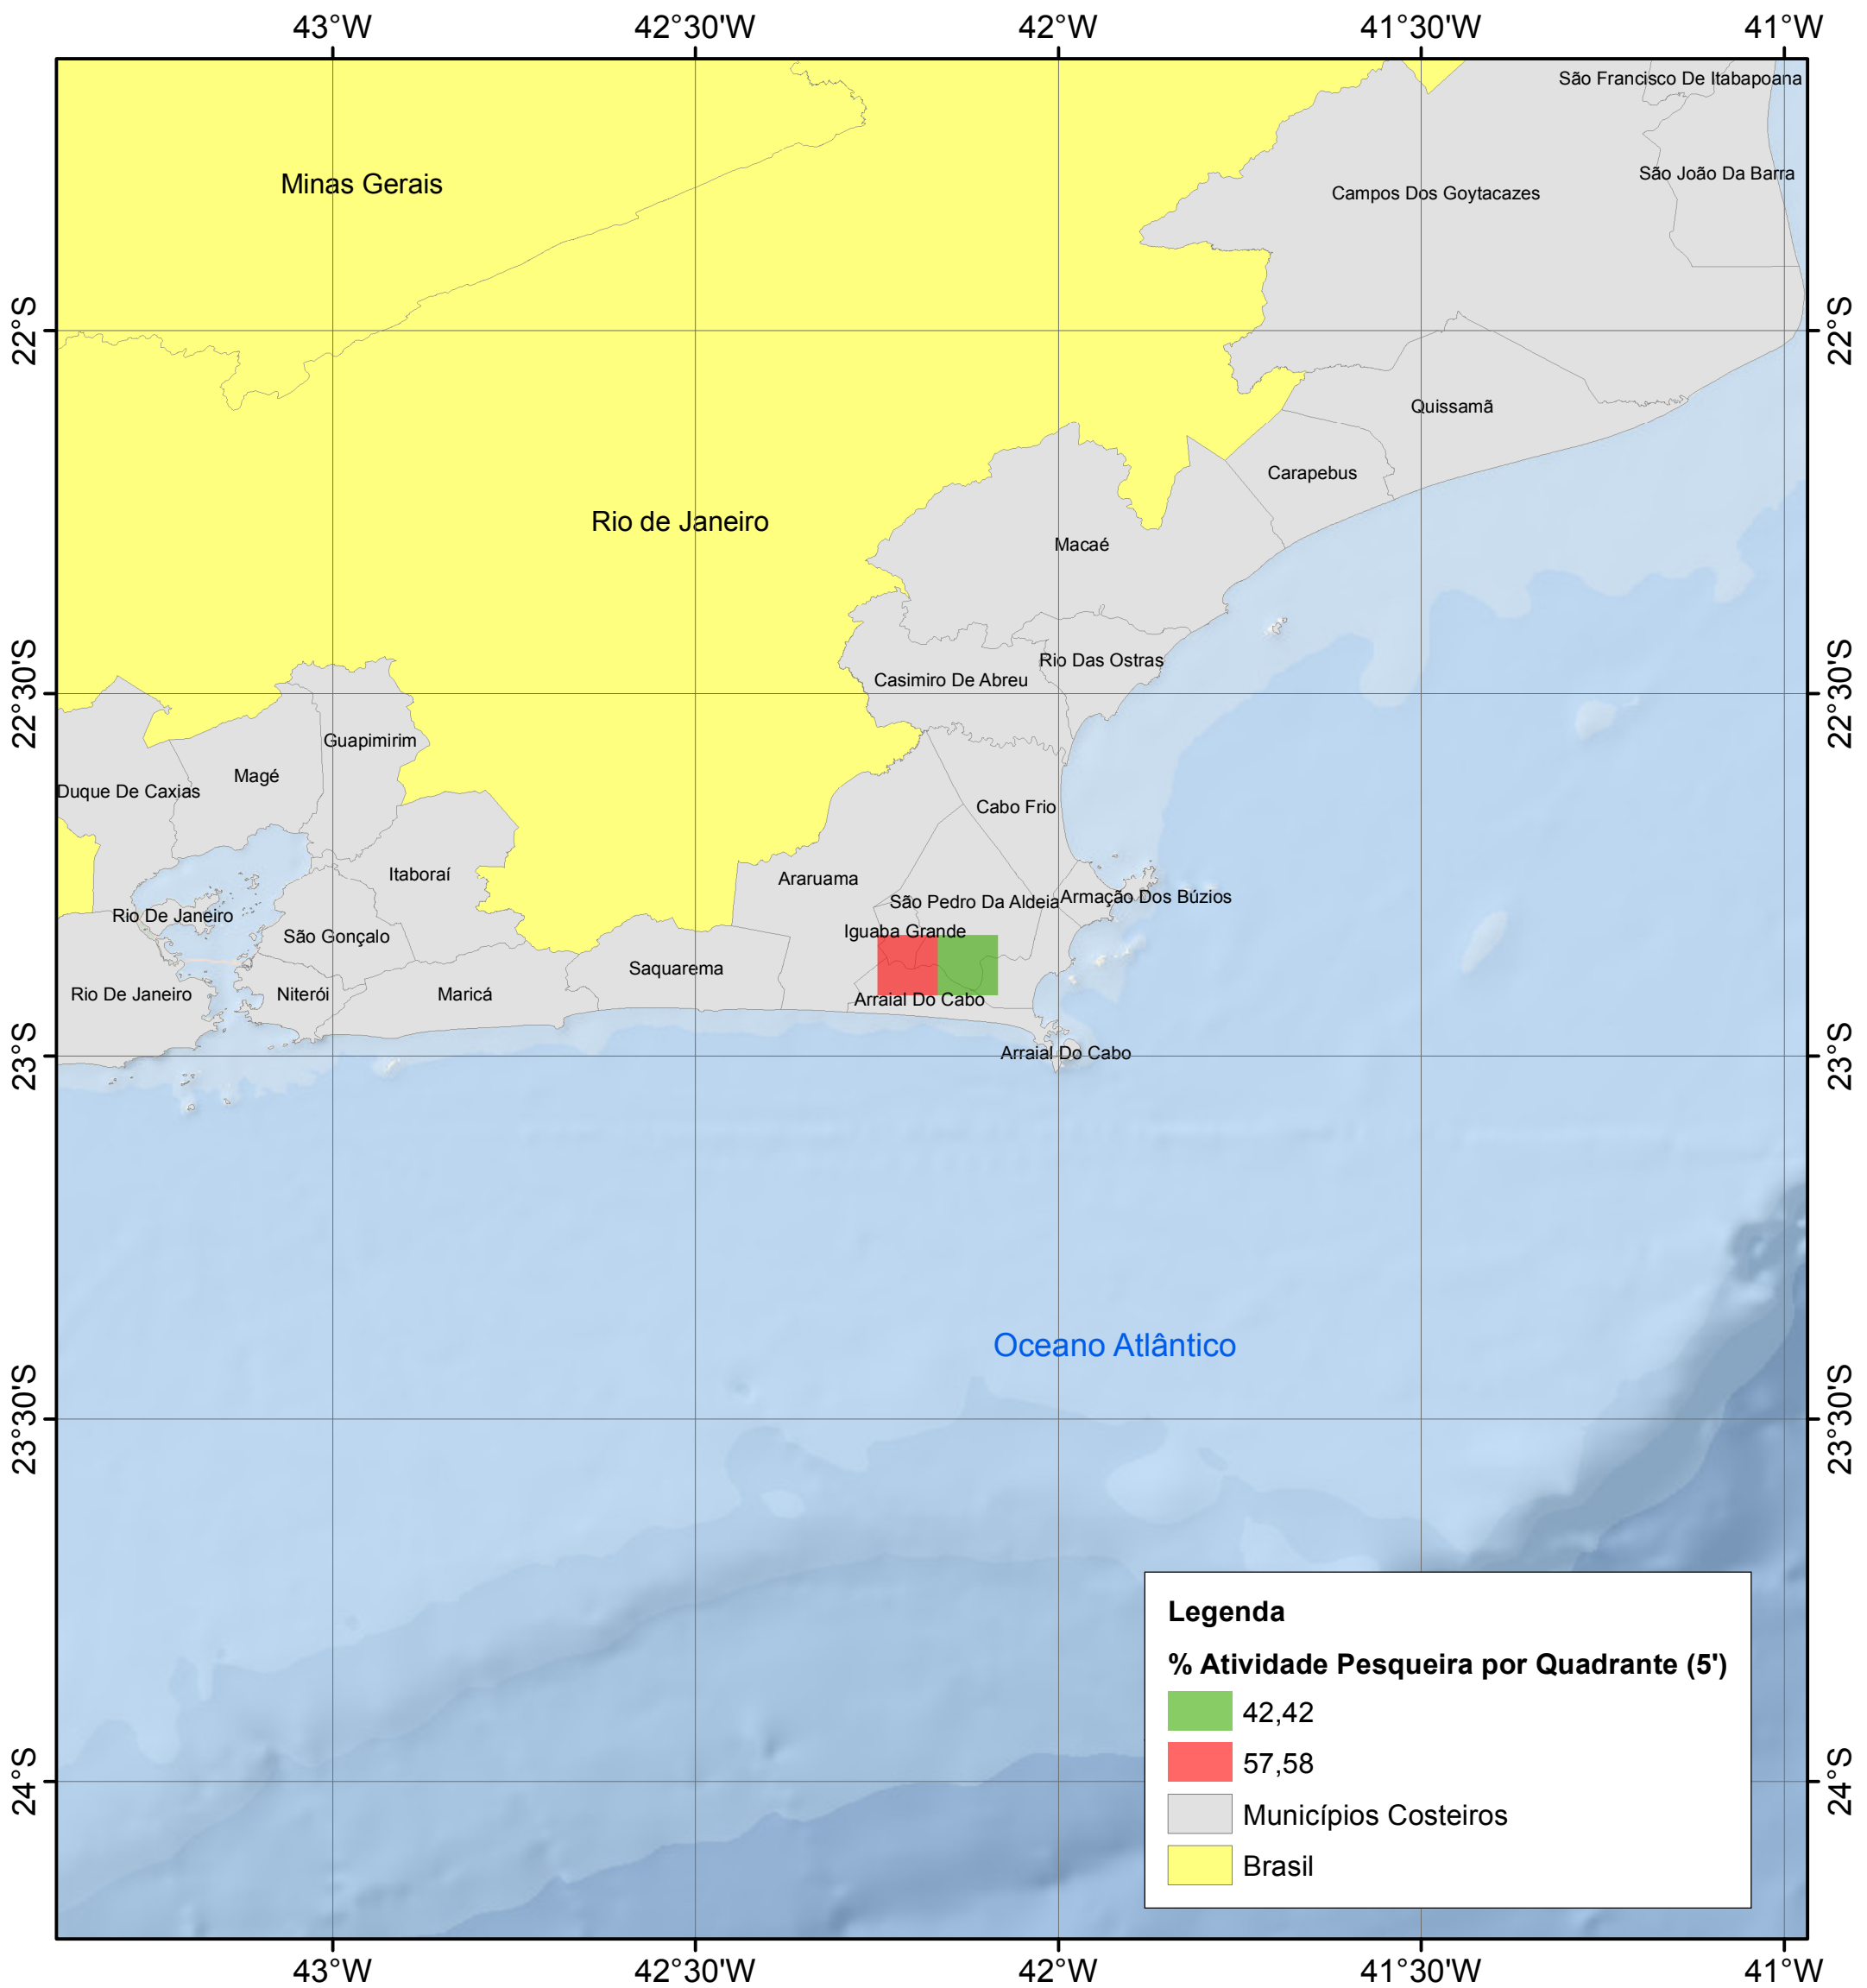 43°W 42°30'W 42°W 41°30'W 41°W
São Francisco De Itabapoana
São João Da Barra
Minas Gerais
Campos Dos Goytacazes
22°S 22°S
Quissamã
Carapebus
Rio de Janeiro
Macaé
Rio Das Ostras
Casimiro De Abreu
22°30'S 22°30'S
Guapimirim
Magé
Duque De Caxias
Cabo Frio
Itaboraí
Araruama
São Pedro Da Aldeia
Armação Dos Búzios
Rio De Janeiro
Iguaba Grande
São Gonçalo
Saquarema
Rio De Janeiro
Niterói
Maricá
Arraial Do Cabo
Arraial Do Cabo
23°S 23°S
Oceano Atlântico
23°30'S 23°30'S
Legenda
% Atividade Pesqueira por Quadrante (5')
42,42
57,58
Municípios Costeiros
Brasil
24°S 24°S
43°W 42°30'W 42°W 41°30'W 41°W